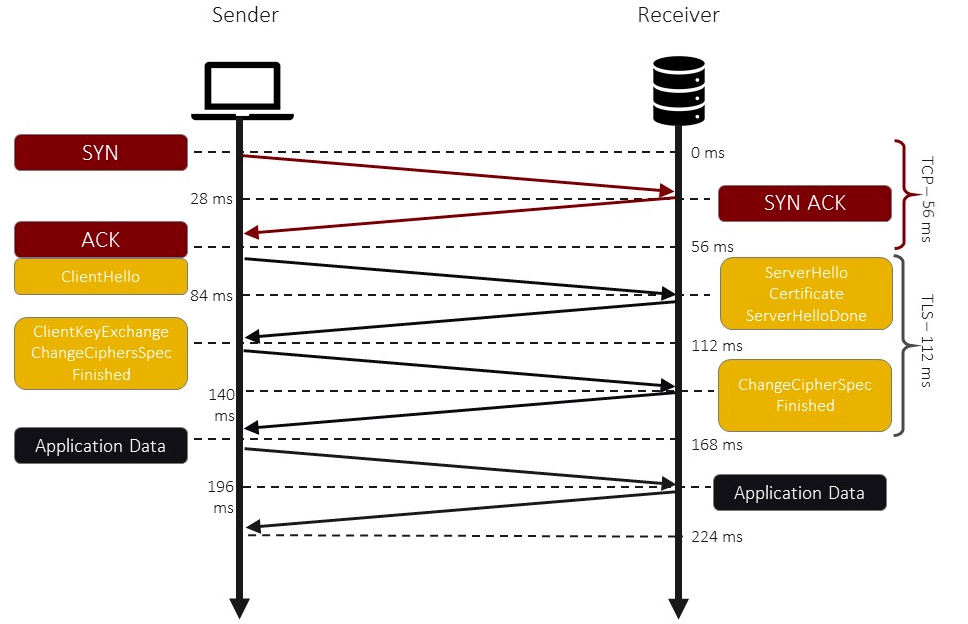 Sender
Receiver
SYN
0 ms
28 ms
SYN ACK
TCP – 56 ms
ACK
56 ms
ClientHello
84 ms
ServerHello
Certificate
ServerHelloDone
TLS – 112 ms
ClientKeyExchange
ChangeCiphersSpec
Finished
112 ms
140
ms
ChangeCipherSpec
Finished
Application Data
168 ms
196
ms
Application Data
224 ms